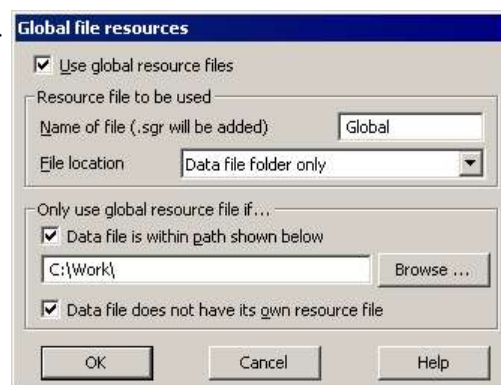 Global file resources
Use global resource files
Resource file to be used
Name of file (.sgr will be added) Global
File location Data file folder only
Only use global resource file if...
Data file is within path shown below
C:\Work\ Browse ...
Data file does not have its own resource file
OK Cancel Help